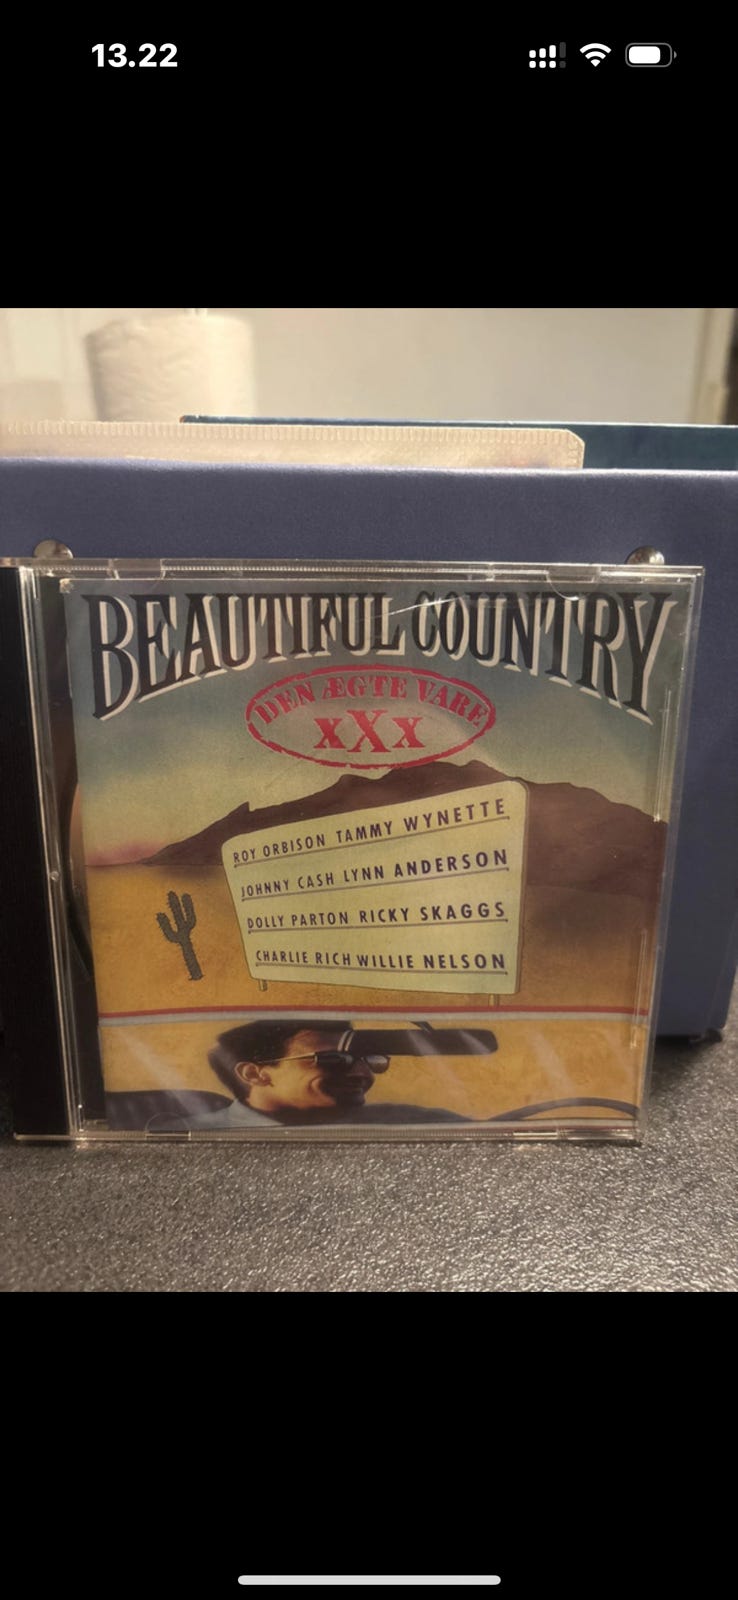 13.22
BEAUTIFUL COUNTRY
DEN ÆGTE VARE
xXx
ROY ORBISON TAMMY WYNETTE
JOHNNY CASH LYNN ANDERSON
DOLLY PARTON RICKY SKAGGS
CHARLIE RICH WILLIE NELSON